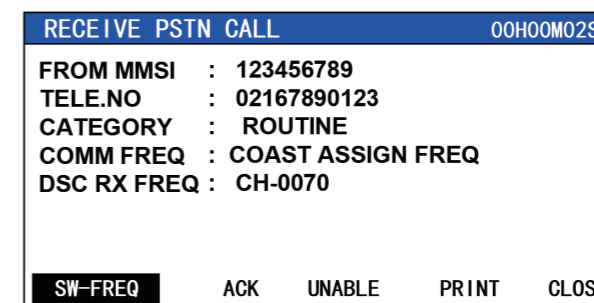 RECEIVE PSTN CALL 00H00M02S
FROM MMSI : 123456789
TELE.NO : 02167890123
CATEGORY : ROUTINE
COMM FREQ : COAST ASSIGN FREQ
DSC RX FREQ : CH-0070
SW-FREQ ACK UNABLE PRINT CLOS